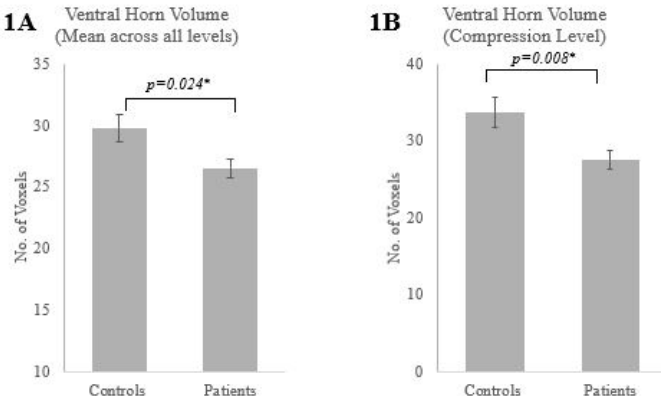 1A
Ventral Horn Volume
(Mean across all levels)
35
30
25
20
15
10
No. of Voxels
p=0.024*
Controls
Patients
1B
Ventral Horn Volume
(Compression Level)
40
30
20
10
0
No. of Voxels
p=0.008*
Controls
Patients